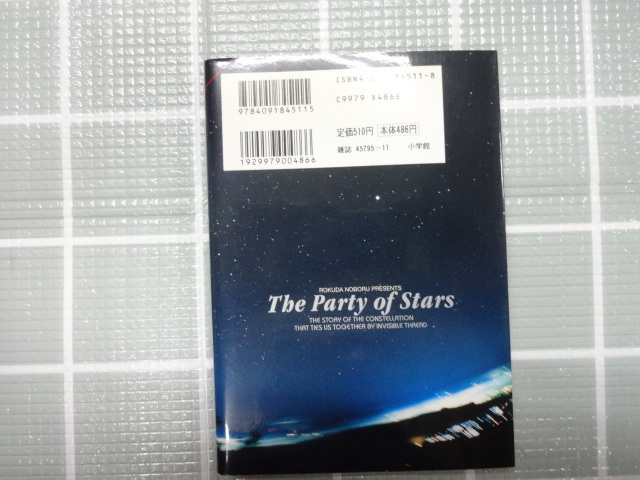 ISBN4-
511-8
C9979 ¥486E
9784091845115
定価510円 本体486円
雑誌 45795-11 小学館
1929979004866
ROKUDA NOBORU PRESENTS
The Party of Stars
THE STORY OF THE CONSTELLATION
THAT TIES US TOGETHER BY INVISIBLE THREAD